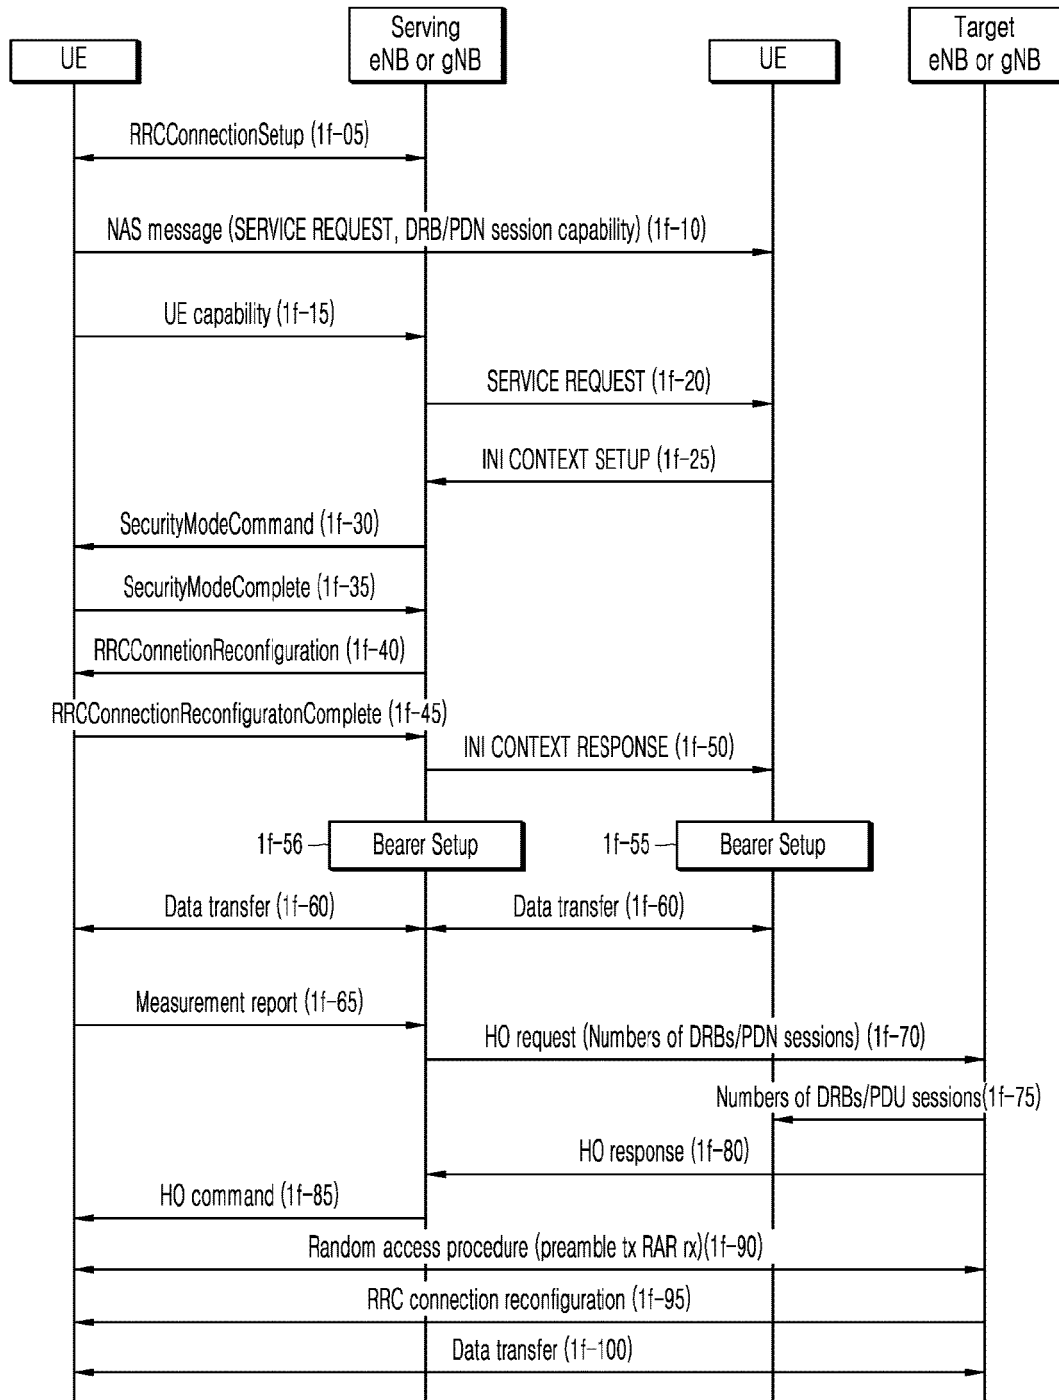 UE
Serving
eNB or gNB
UE
Target
eNB or gNB
RRCConnectionSetup (1f-05)
NAS message (SERVICE REQUEST, DRB/PDN session capability) (1f-10)
UE capability (1f-15)
SERVICE REQUEST (1f-20)
INI CONTEXT SETUP (1f-25)
SecurityModeCommand (1f-30)
SecurityModeComplete (1f-35)
RRCConnetionReconfiguration (1f-40)
RRCConnectionReconfiguratonComplete (1f-45)
INI CONTEXT RESPONSE (1f-50)
1f-56
Bearer Setup
1f-55
Bearer Setup
Data transfer (1f-60)
Data transfer (1f-60)
Measurement report (1f-65)
HO request (Numbers of DRBs/PDN sessions) (1f-70)
Numbers of DRBs/PDU sessions(1f-75)
HO response (1f-80)
HO command (1f-85)
Random access procedure (preamble tx RAR rx)(1f-90)
RRC connection reconfiguration (1f-95)
Data transfer (1f-100)